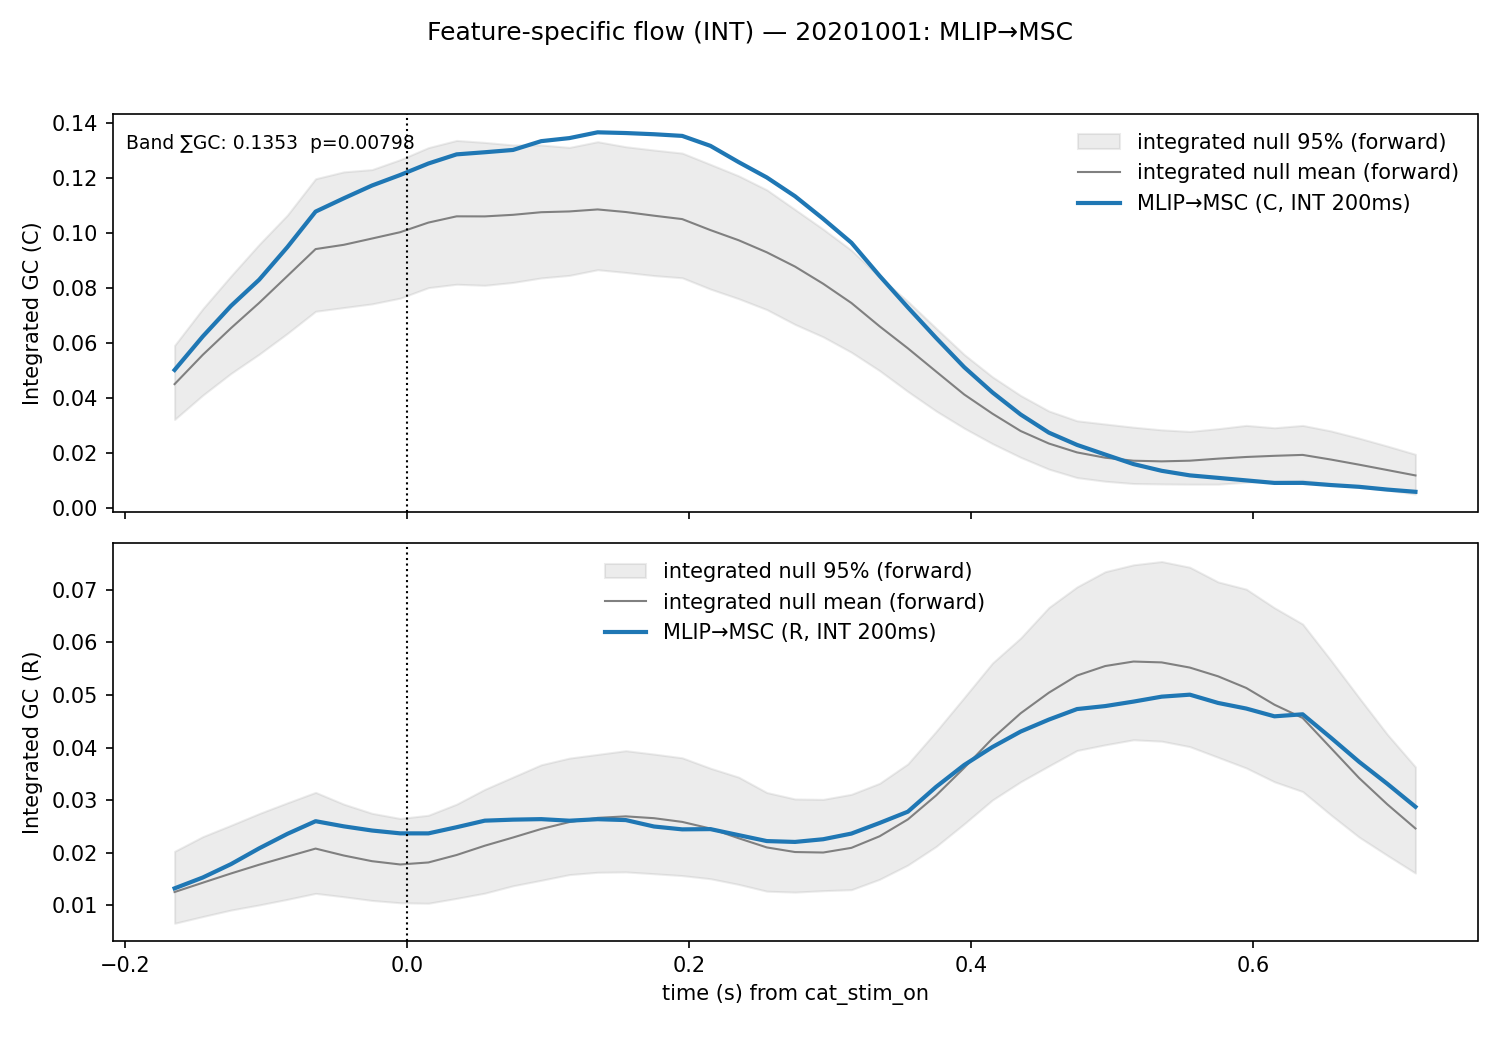 Feature-specific flow (INT) — 20201001: MLIP→MSC
Band ∑GC: 0.1353  p=0.00798
integrated null 95% (forward)
integrated null mean (forward)
MLIP→MSC (C, INT 200ms)
Integrated GC (C)
0.14
0.12
0.10
0.08
0.06
0.04
0.02
0.00
integrated null 95% (forward)
integrated null mean (forward)
MLIP→MSC (R, INT 200ms)
Integrated GC (R)
0.07
0.06
0.05
0.04
0.03
0.02
0.01
−0.2 0.0 0.2 0.4 0.6
time (s) from cat_stim_on